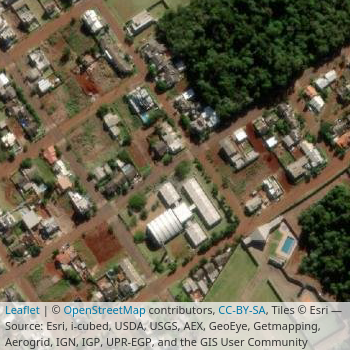 Leaflet | © OpenStreetMap contributors, CC-BY-SA, Tiles © Esri —
Source: Esri, i-cubed, USDA, USGS, AEX, GeoEye, Getmapping,
Aerogrid, IGN, IGP, UPR-EGP, and the GIS User Community